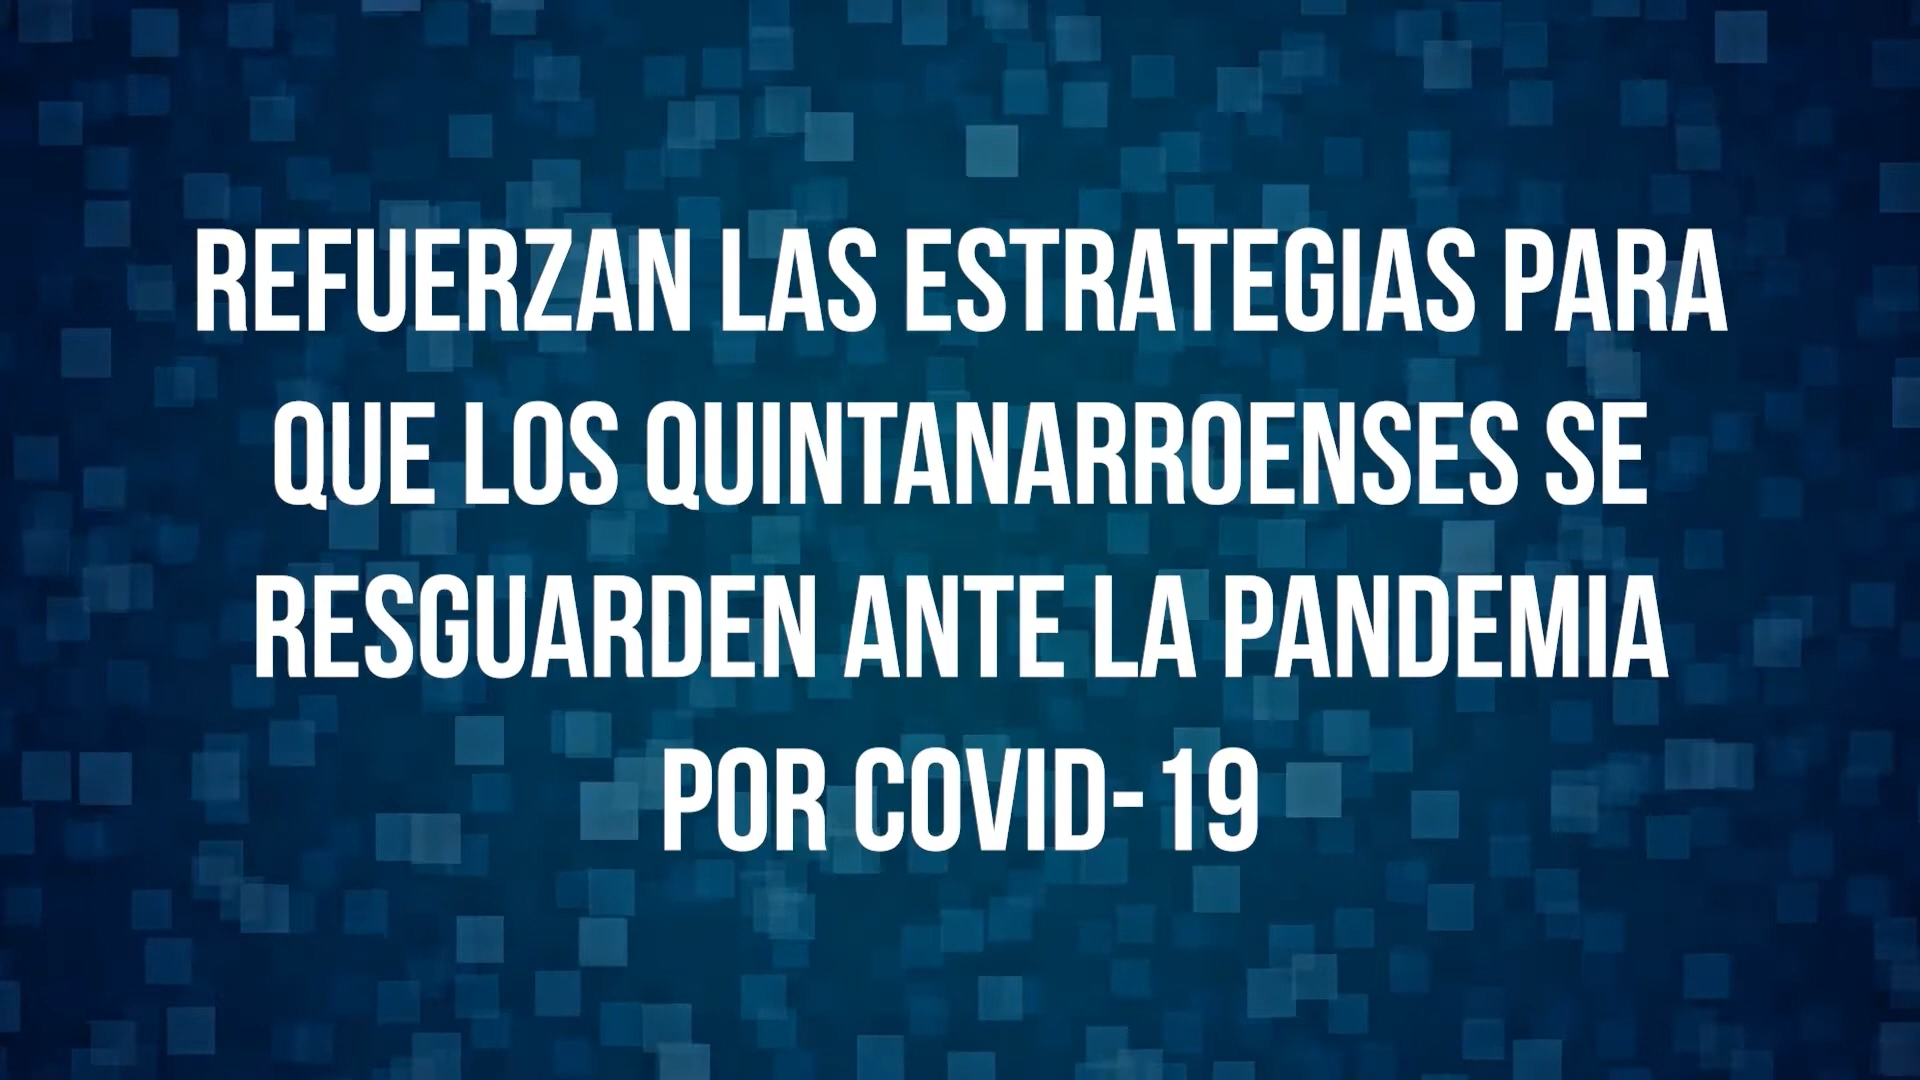 REFUERZAN LAS ESTRATEGIAS PARA
QUE LOS QUINTANARROENSES SE
RESGUARDEN ANTE LA PANDEMIA
POR COVID-19